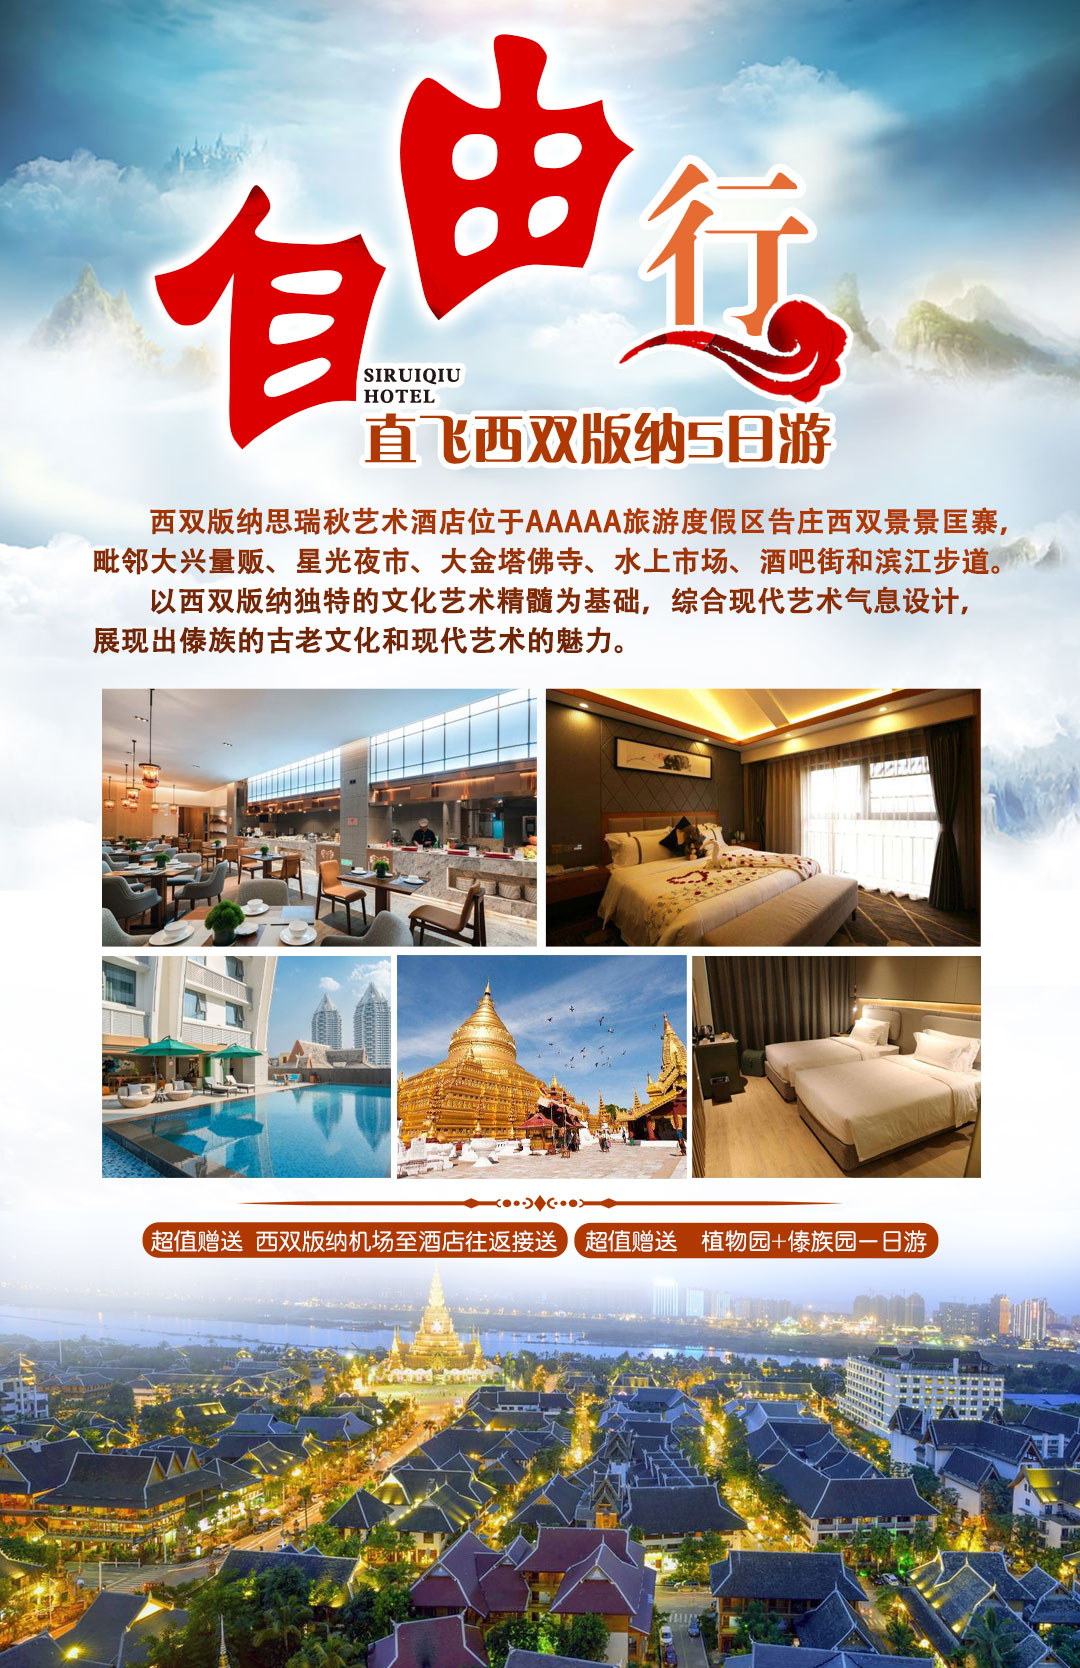 自由行
SIRUIQIU
HOTEL
直飞西双版纳5日游
西双版纳思瑞秋艺术酒店位于AAAAA旅游度假区告庄西双景景匡寨，
毗邻大兴量贩、星光夜市、大金塔佛寺、水上市场、酒吧街和滨江步道。
以西双版纳独特的文化艺术精髓为基础，综合现代艺术气息设计，
展现出傣族的古老文化和现代艺术的魅力。
超值赠送 西双版纳机场至酒店往返接送
超值赠送 植物园+傣族园一日游